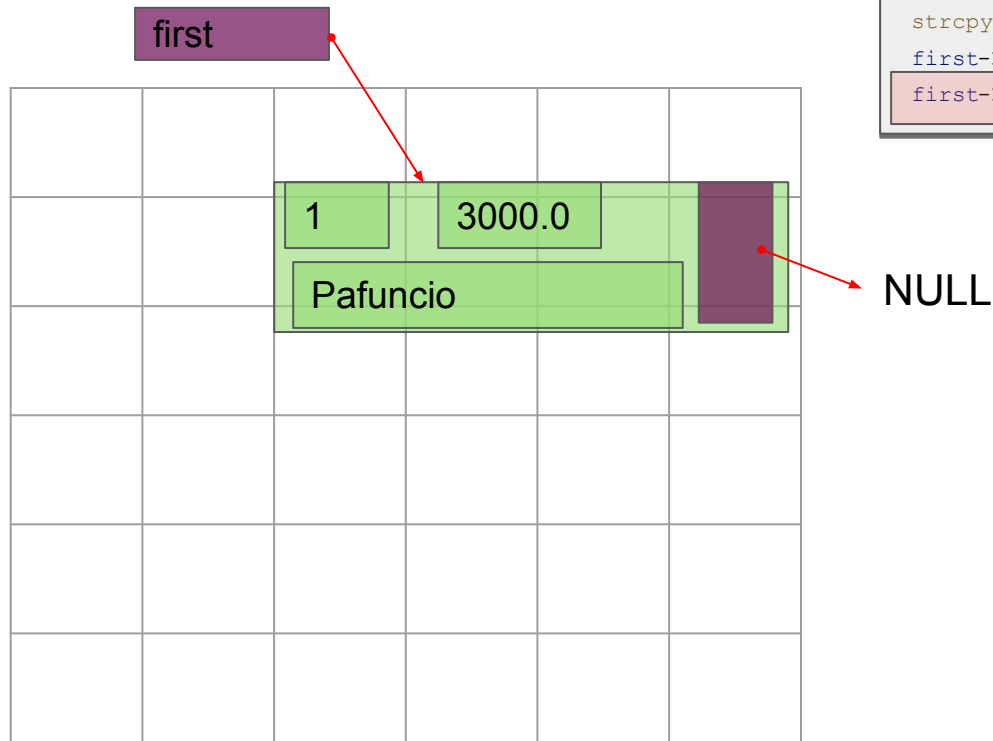 first
strcpy
first-
first-
1
3000.0
Pafuncio
NULL